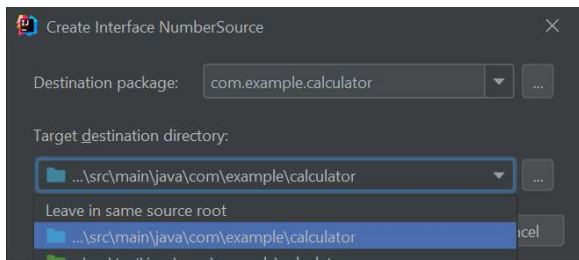 Create Interface NumberSource
Destination package: com.example.calculator ...
Target destination directory:
...\src\main\java\com\example\calculator ...
Leave in same source root
...\src\main\java\com\example\calculator